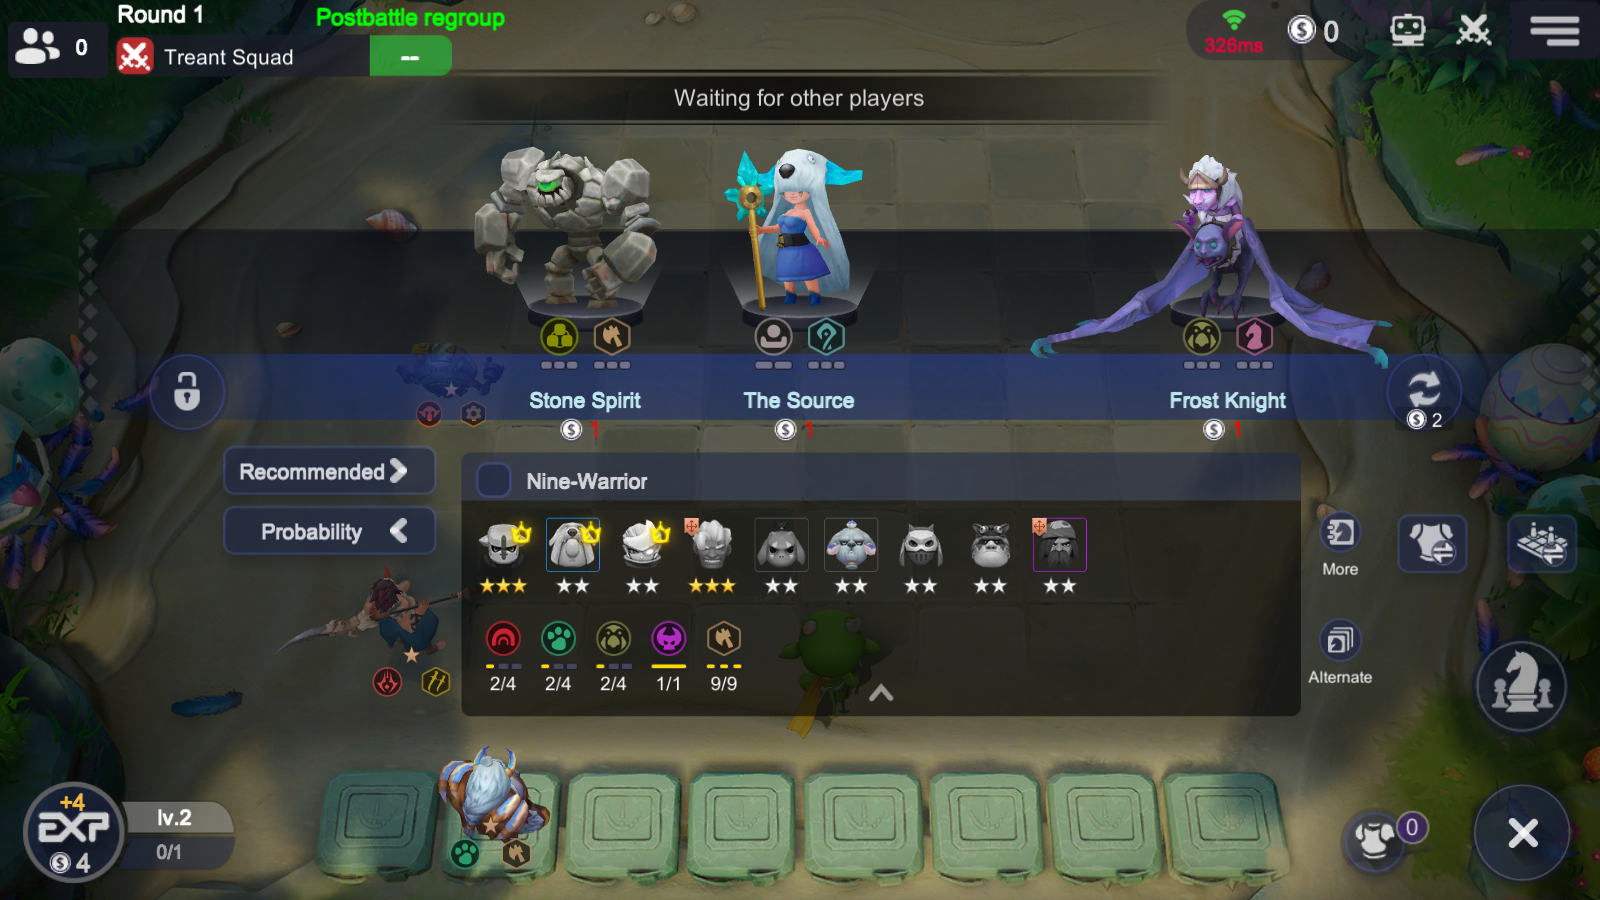 Round 1
Postbattle regroup
0
Treant Squad
--
326ms
0
Waiting for other players
Stone Spirit
The Source
Frost Knight
1
1
1
2
Recommended
Probability
Nine-Warrior
2/4
2/4
2/4
1/1
9/9
More
Alternate
+4
EXP
4
lv.2
0/1
0